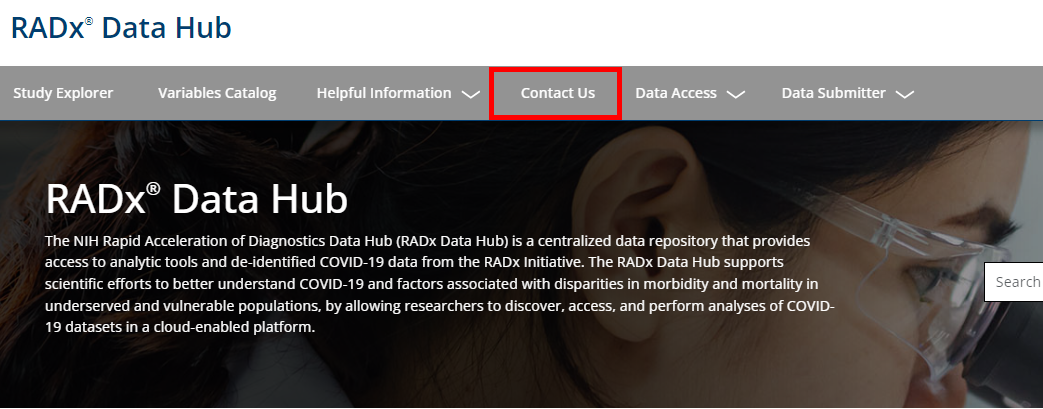 RADx® Data Hub
Study Explorer Variables Catalog Helpful Information Contact Us Data Access Data Submitter
RADx® Data Hub
The NIH Rapid Acceleration of Diagnostics Data Hub (RADx Data Hub) is a centralized data repository that provides
access to analytic tools and de-identified COVID-19 data from the RADx Initiative. The RADx Data Hub supports
scientific efforts to better understand COVID-19 and factors associated with disparities in morbidity and mortality in
underserved and vulnerable populations, by allowing researchers to discover, access, and perform analyses of COVID-
19 datasets in a cloud-enabled platform.
Search